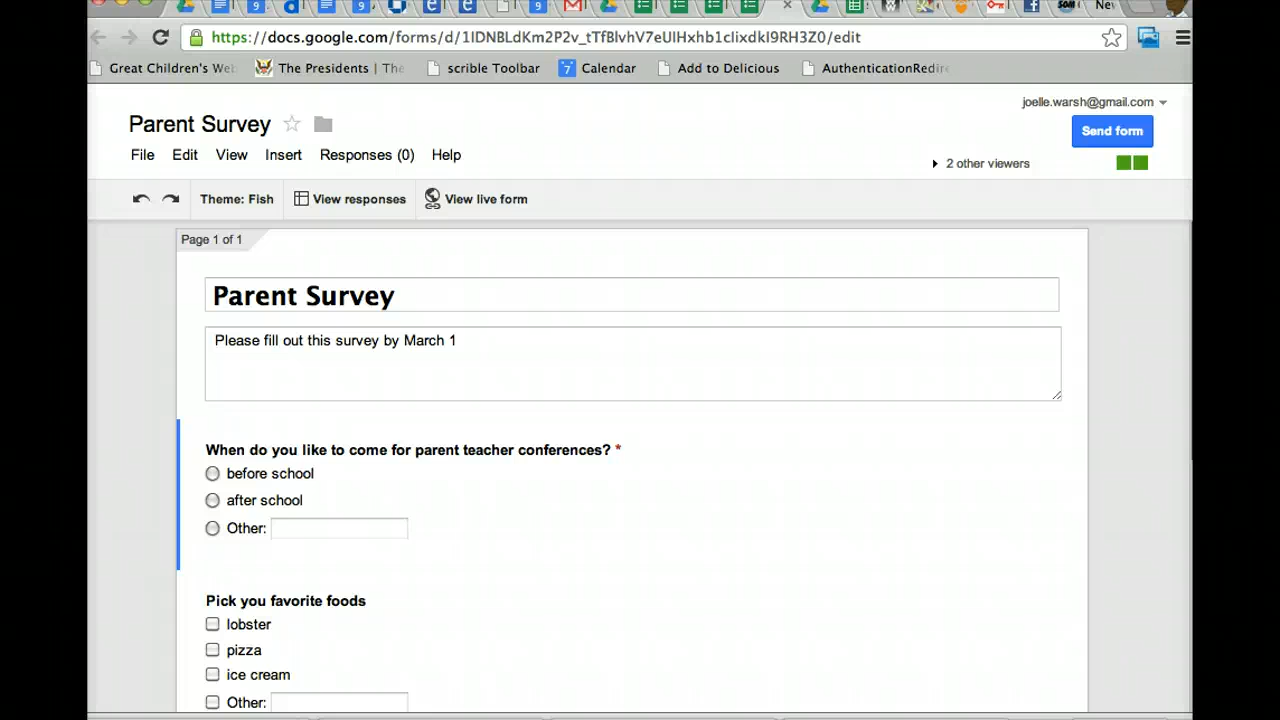 https://docs.google.com/forms/d/1lDNBLdKm2P2v_tTfBlvhV7eUIHxhb1clixdkI9RH3Z0/edit
Great Children's Web
The Presidents | The
scrible Toolbar
7 Calendar
Add to Delicious
AuthenticationRedire
joelle.warsh@gmail.com
Parent Survey
Send form
File Edit View Insert Responses (0) Help
2 other viewers
Theme: Fish View responses View live form
Page 1 of 1
Parent Survey
Please fill out this survey by March 1
When do you like to come for parent teacher conferences? *
before school
after school
Other:
Pick you favorite foods
lobster
pizza
ice cream
Other: